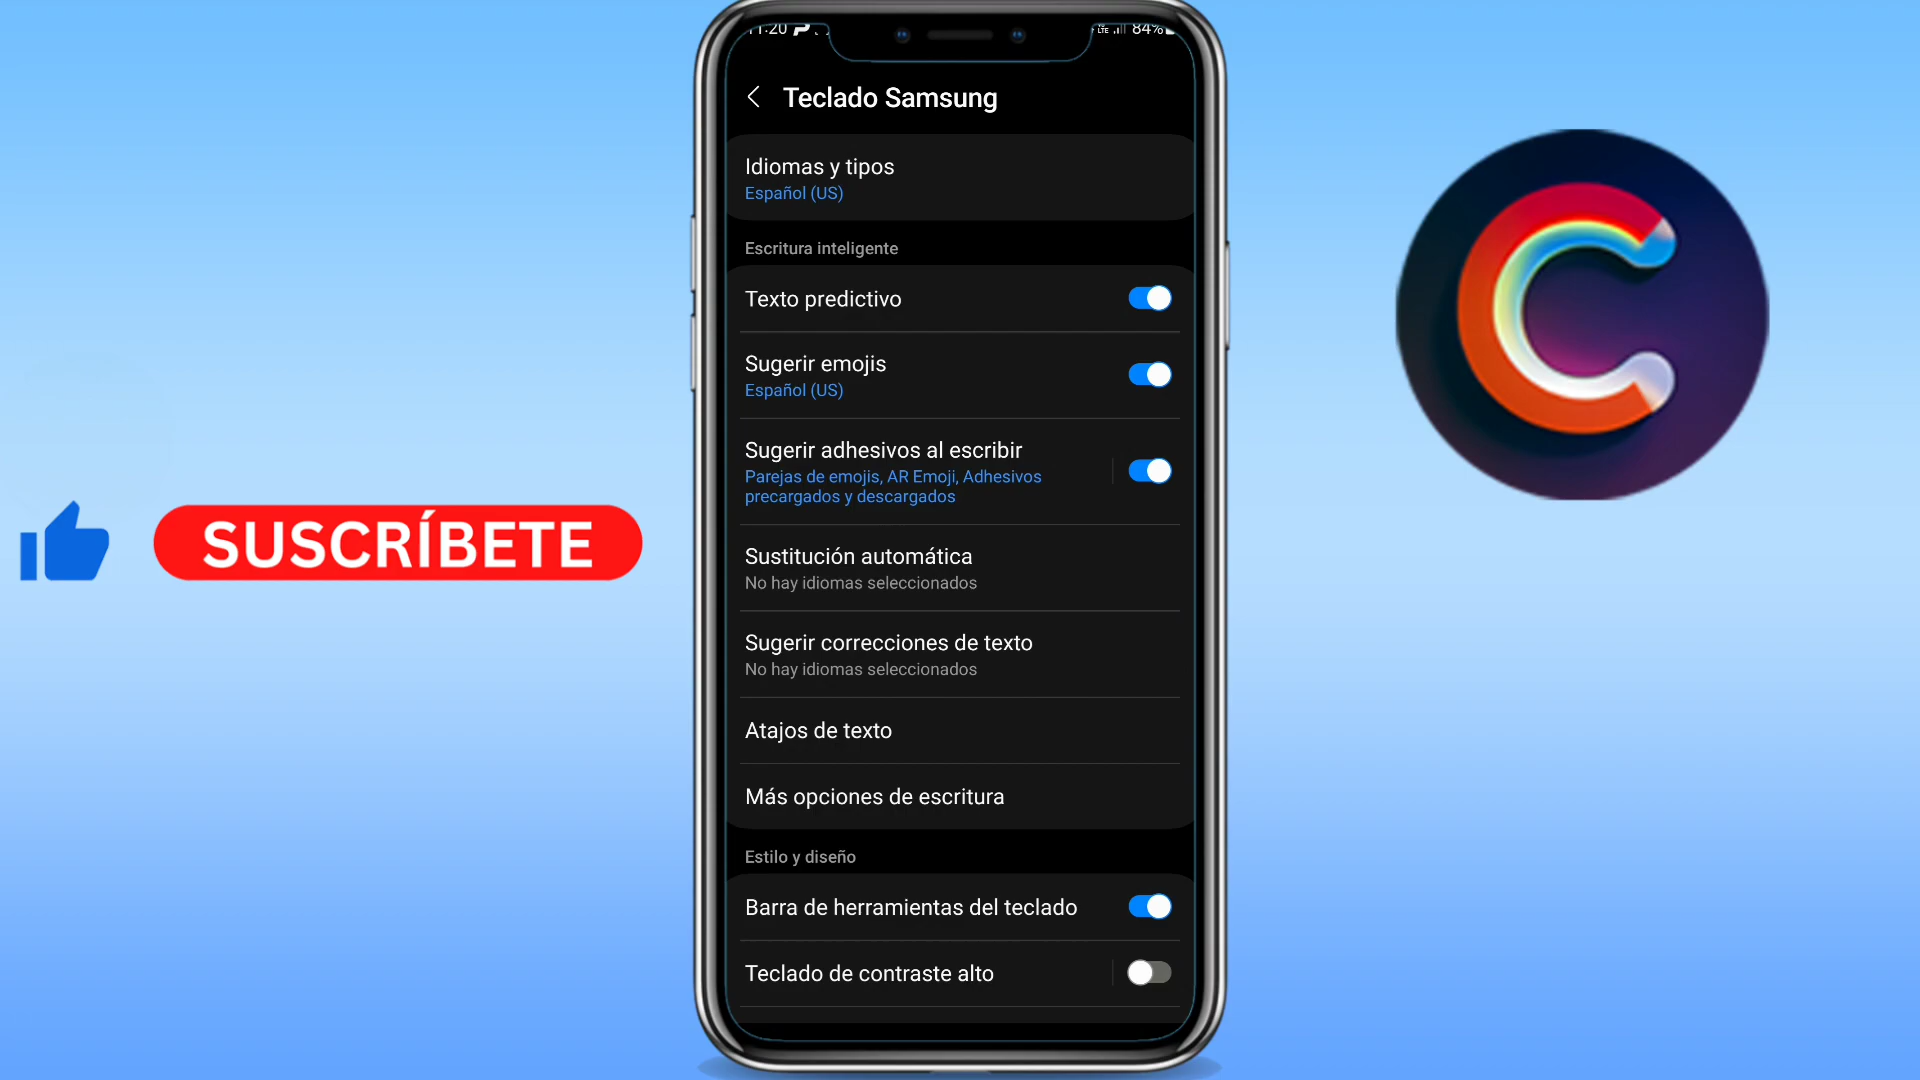 11:20
84%
Teclado Samsung
Idiomas y tipos
Español (US)
Escritura inteligente
Texto predictivo
Sugerir emojis
Español (US)
Sugerir adhesivos al escribir
Parejas de emojis, AR Emoji, Adhesivos
precargados y descargados
SUSCRÍBETE
Sustitución automática
No hay idiomas seleccionados
Sugerir correcciones de texto
No hay idiomas seleccionados
Atajos de texto
Más opciones de escritura
Estilo y diseño
Barra de herramientas del teclado
Teclado de contraste alto